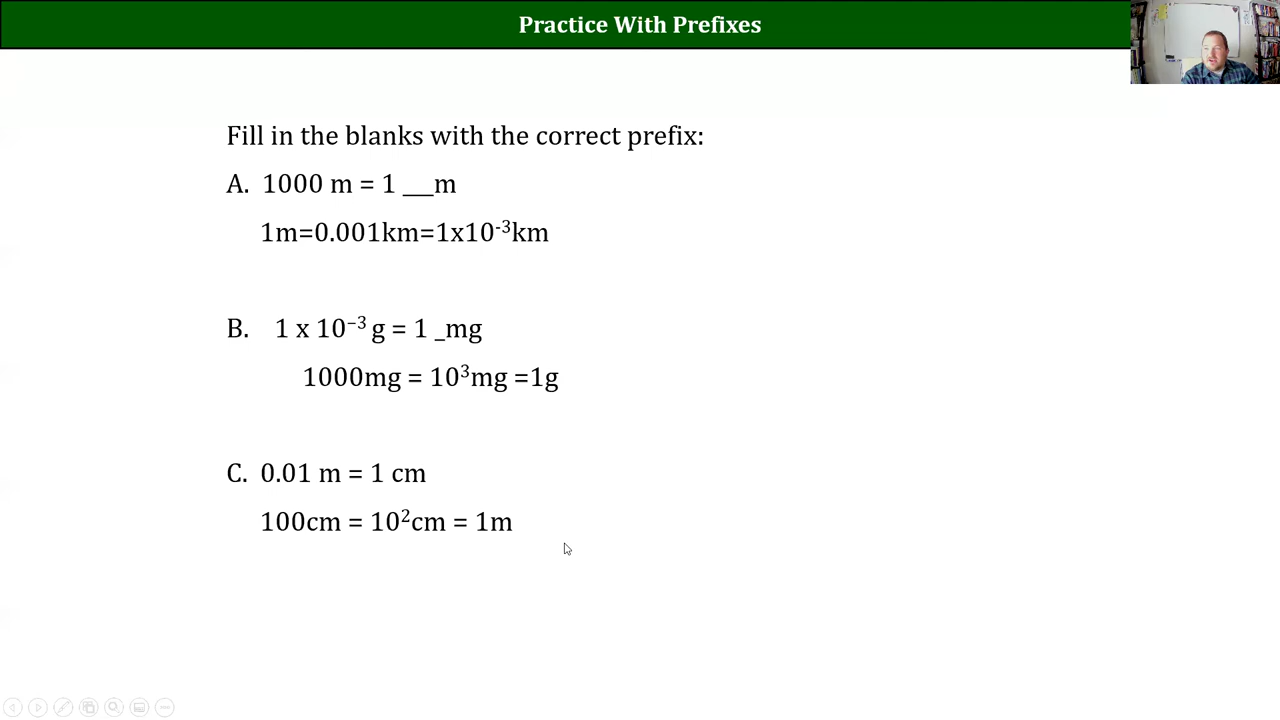 Practice With Prefixes
Fill in the blanks with the correct prefix:
A. 1000 m = 1 ___m
1m=0.001km=1x10⁻³km
B. 1 x 10⁻³ g = 1 _mg
1000mg = 10³mg =1g
C. 0.01 m = 1 cm
100cm = 10²cm = 1m